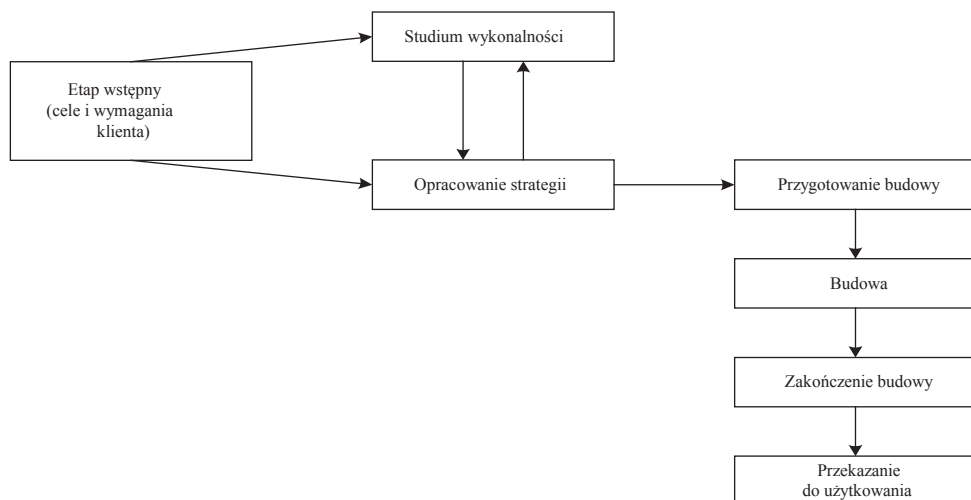 Studium wykonalności
Etap wstępny
(cele i wymagania
klienta)
Opracowanie strategii
Przygotowanie budowy
Budowa
Zakończenie budowy
Przekazanie
do użytkowania